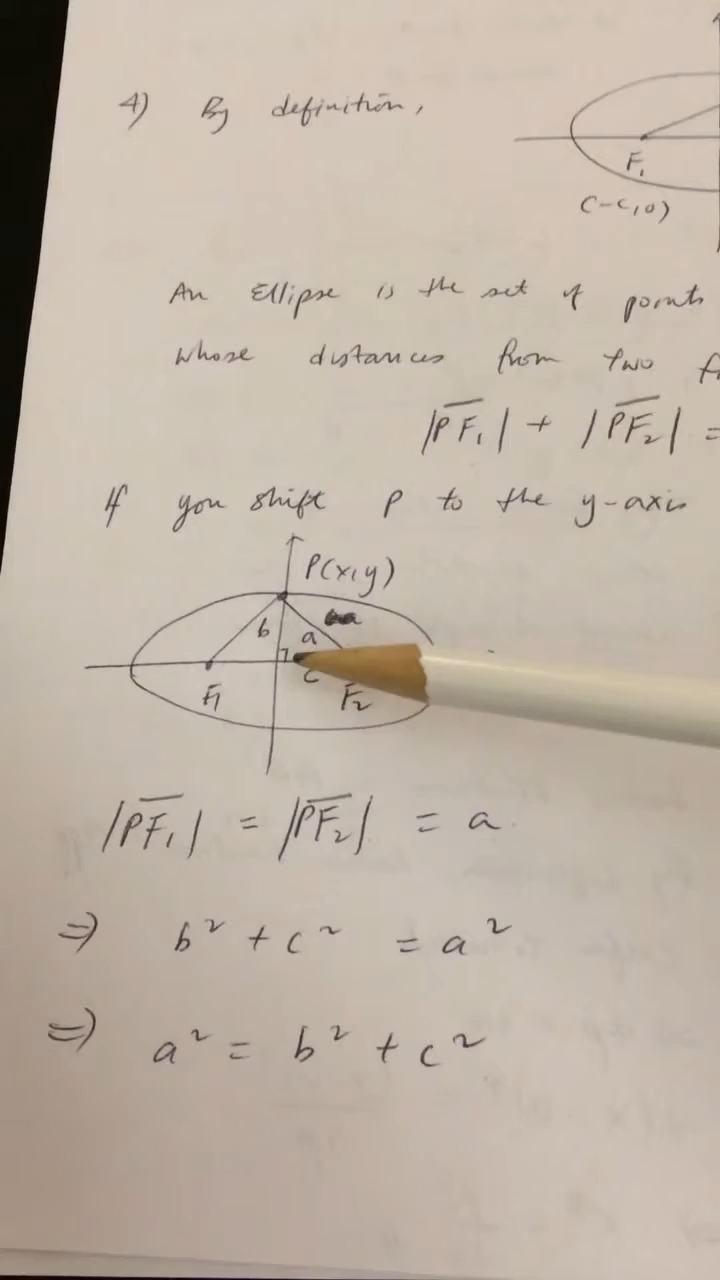 4) By definition,
F₁
(-c,0)
An Ellipse is the set of points
whose distances from two
|PF₁| + |PF₂| =
If you shift P to the y-axis
P(x,y)
b a a
c
F₁ F₂
|PF₁| = |PF₂| = a
⇒ b² + c² = a²
⇒ a² = b² + c²